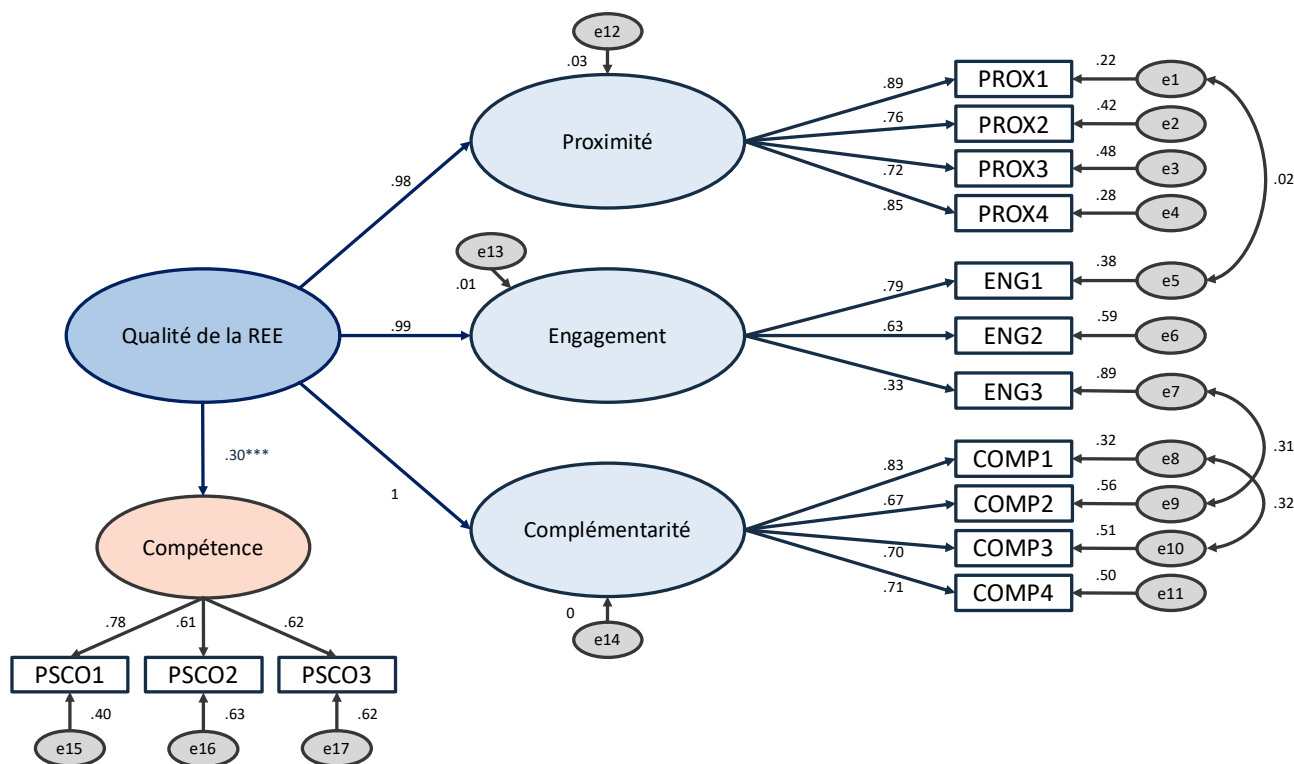 e12
.03
Proximité
.89
.76
.72
.85
PROX1
PROX2
PROX3
PROX4
.22
.42
.48
.28
e1
e2
e3
e4
.02
.98
e13
.01
Qualité de la REE
.99
Engagement
.79
.63
.33
ENG1
ENG2
ENG3
.38
.59
.89
e5
e6
e7
.31
.30***
1
Complémentarité
0
e14
.83
.67
.70
.71
COMP1
COMP2
COMP3
COMP4
.32
.56
.51
.50
e8
e9
e10
e11
.32
Compétence
.78
.61
.62
PSCO1
PSCO2
PSCO3
.40
.63
.62
e15
e16
e17